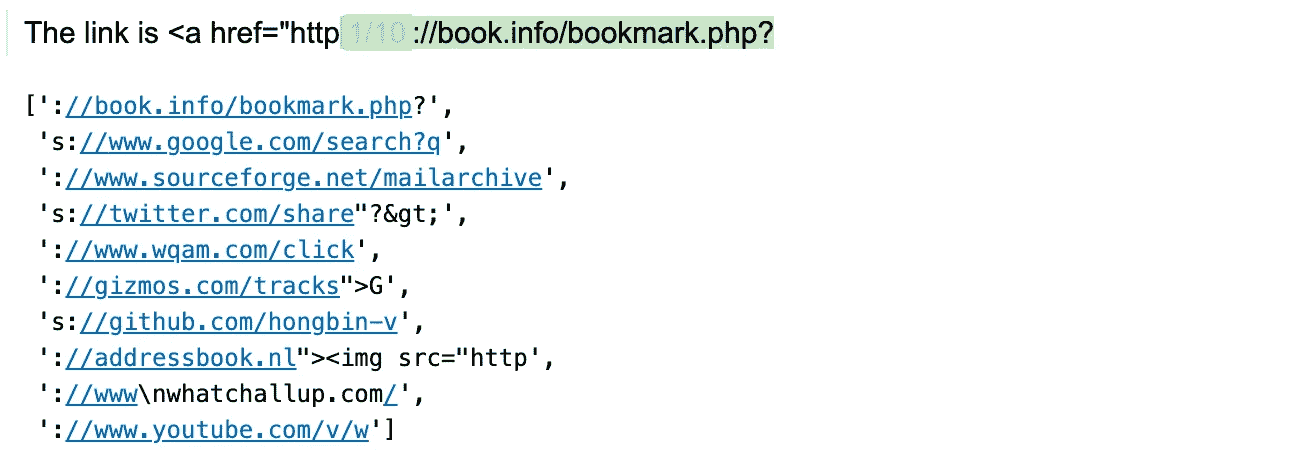 The link is <a href="http 1/10 ://book.info/bookmark.php?
['://book.info/bookmark.php?',
's://www.google.com/search?q',
'://www.sourceforge.net/mailarchive',
's://twitter.com/share"?&gt;',
'://www.wqam.com/click',
'://gizmos.com/tracks">G',
's://github.com/hongbin-v',
'://addressbook.nl"><img src="http',
'://www\nwhatchallup.com/',
'://www.youtube.com/v/w']